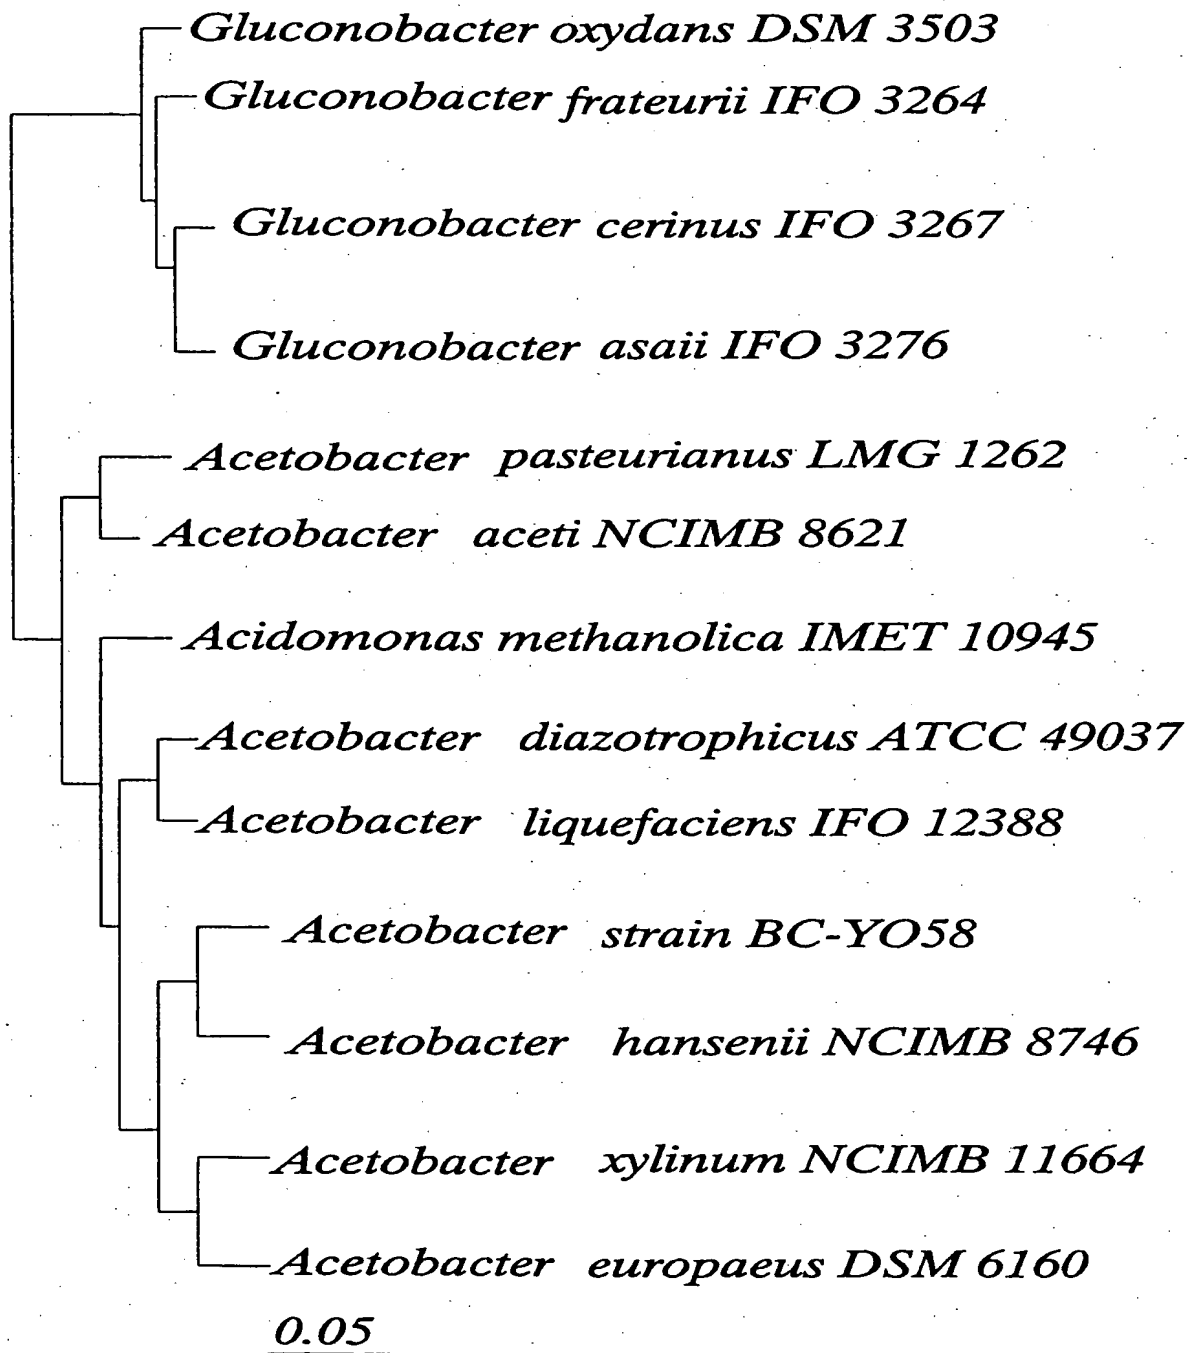 Gluconobacter oxydans DSM 3503
Gluconobacter frateurii IFO 3264
Gluconobacter cerinus IFO 3267
Gluconobacter asaii IFO 3276
Acetobacter pasteurianus LMG 1262
Acetobacter aceti NCIMB 8621
Acidomonas methanolica IMET 10945
Acetobacter diazotrophicus ATCC 49037
Acetobacter liquefaciens IFO 12388
Acetobacter strain BC-YO58
Acetobacter hansenii NCIMB 8746
Acetobacter xylinum NCIMB 11664
Acetobacter europaeus DSM 6160
0.05